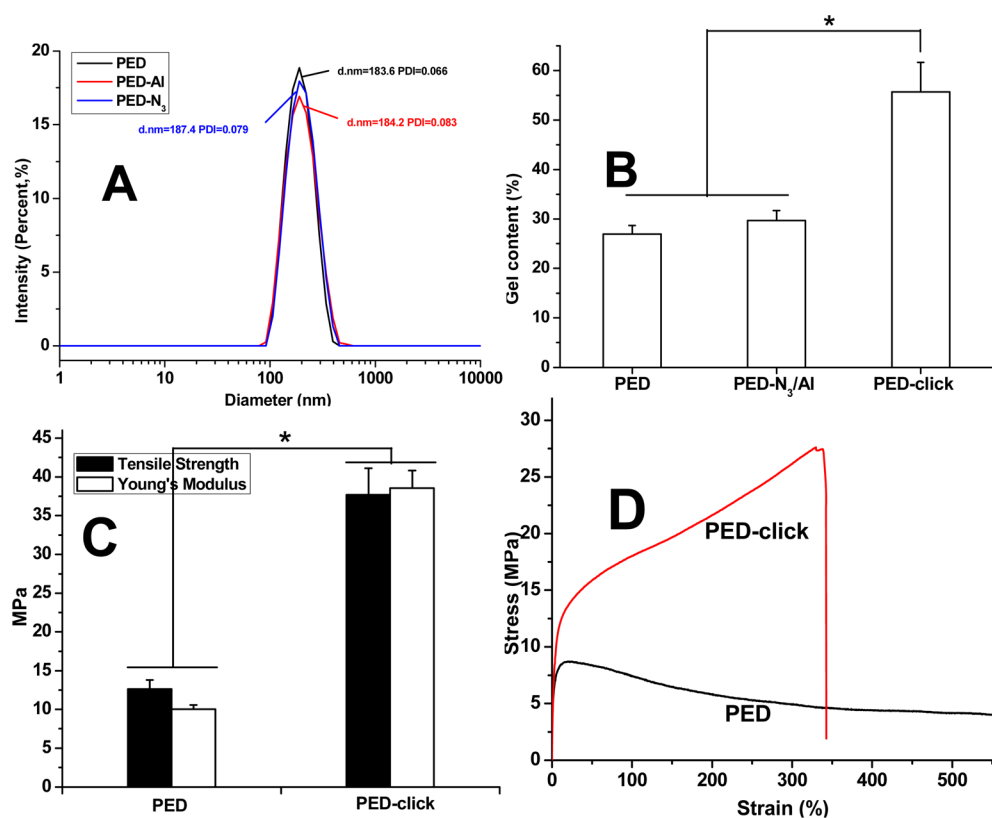 20
15
10
5
0
Intensity (Percent,%)
PED
PED-Al
PED-N3
d.nm=183.6 PDI=0.066
d.nm=187.4 PDI=0.079
d.nm=184.2 PDI=0.083
A
1 10 100 1000 10000
Diameter (nm)
60
50
40
30
20
10
0
Gel content (%)
B
*
PED PED-N3/Al PED-click
45
40
35
30
25
20
15
10
5
0
MPa
Tensile Strength
Young's Modulus
*
C
PED PED-click
30
25
20
15
10
5
0
Stress (MPa)
D
PED-click
PED
0 100 200 300 400 500
Strain (%)